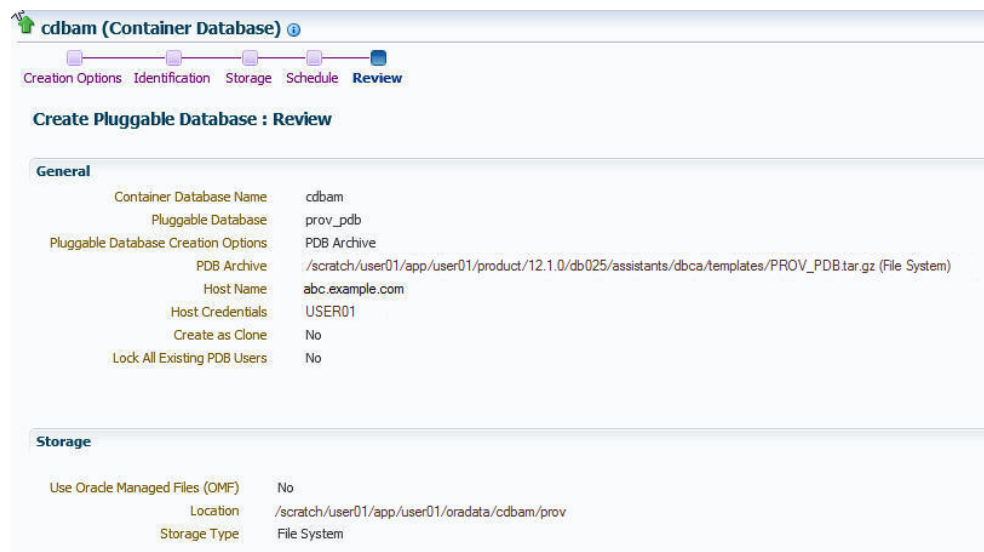 cdbam (Container Database)
Creation Options Identification Storage Schedule Review
Create Pluggable Database : Review
General
Container Database Name cdbam
Pluggable Database prov_pdb
Pluggable Database Creation Options PDB Archive
PDB Archive /scratch/user01/app/user01/product/12.1.0/db025/assistants/dbca/templates/PROV_PDB.tar.gz (File System)
Host Name abc.example.com
Host Credentials USER01
Create as Clone No
Lock All Existing PDB Users No
Storage
Use Oracle Managed Files (OMF) No
Location /scratch/user01/app/user01/oradata/cdbam/prov
Storage Type File System